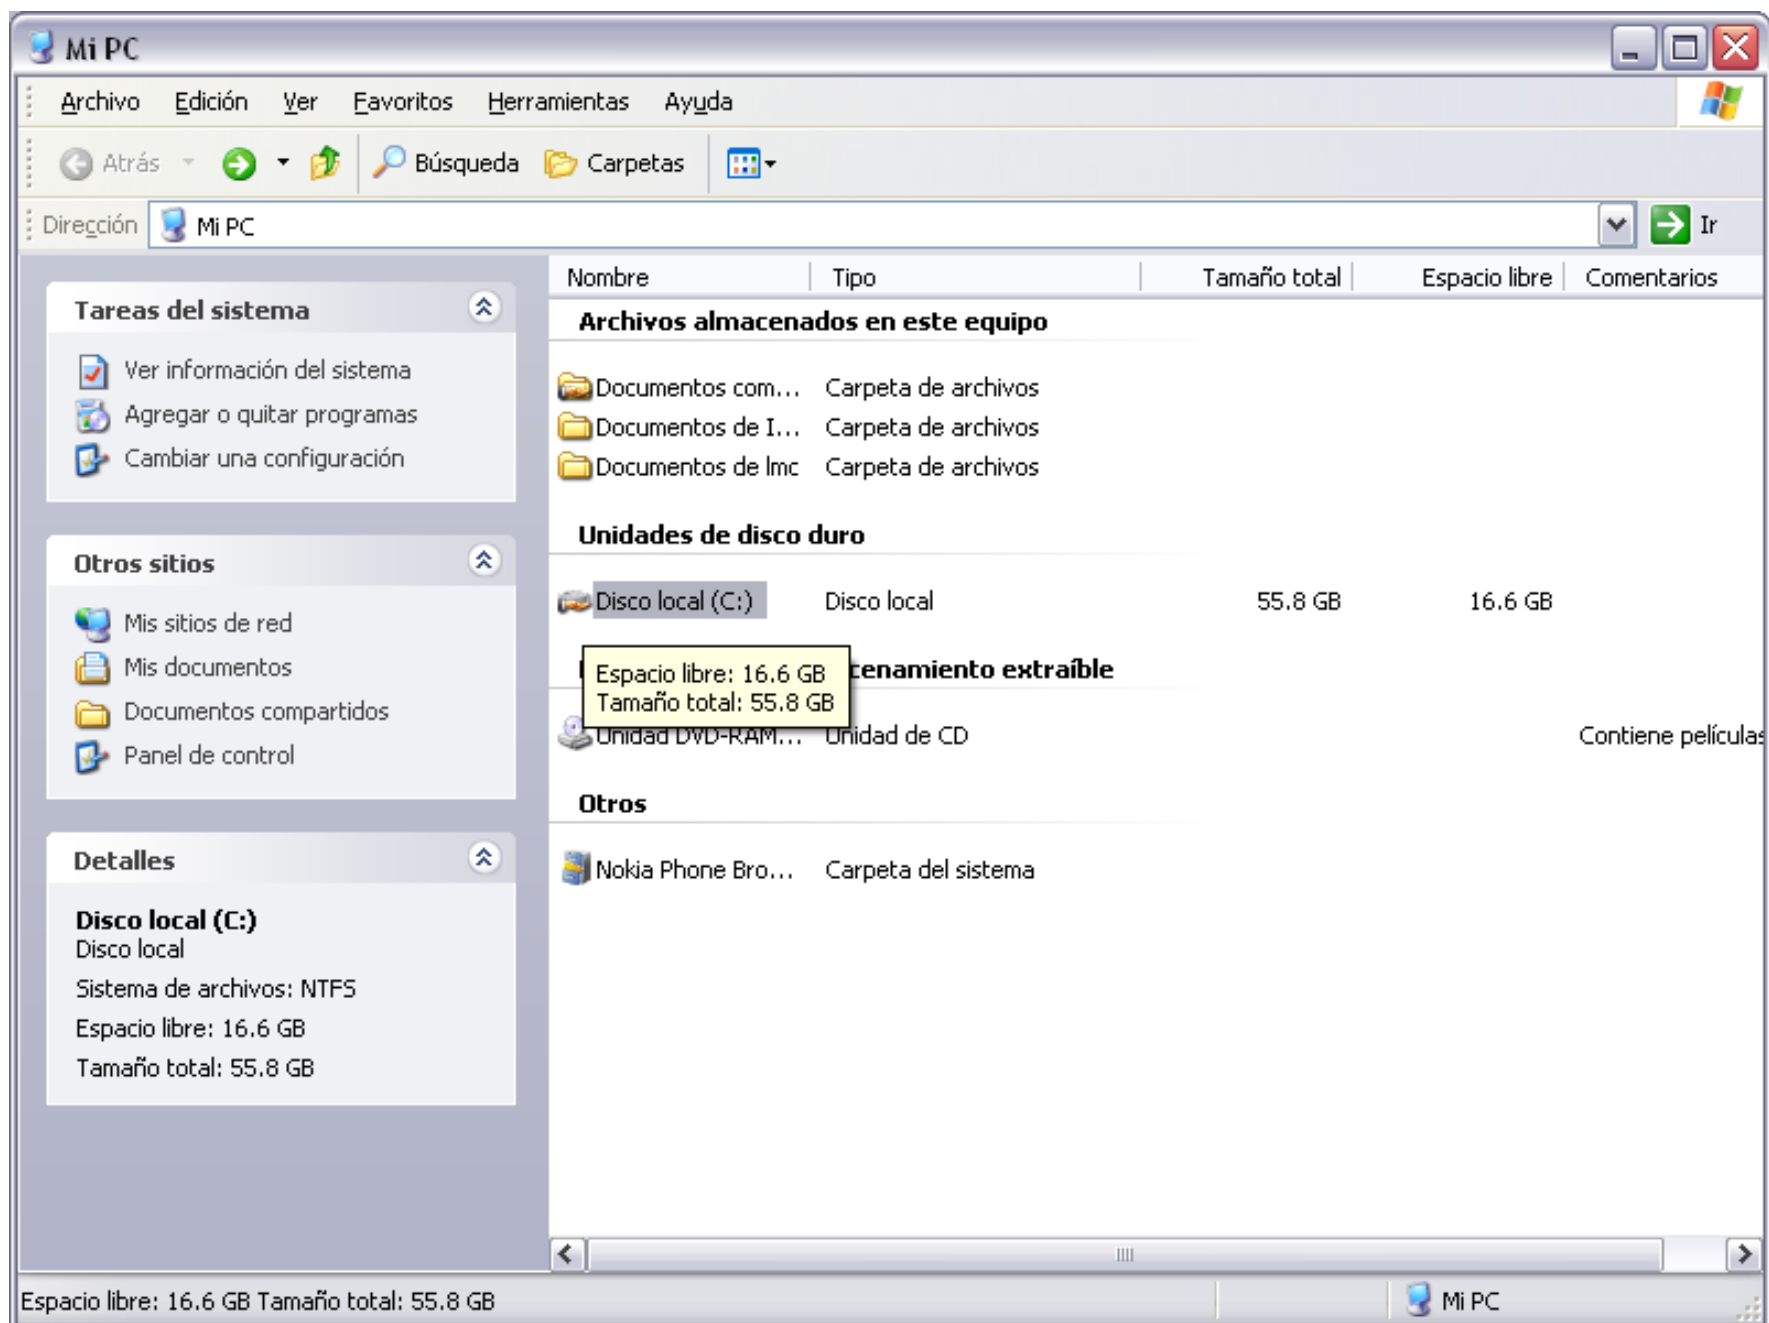 Mi PC
Archivo Edición Ver Favoritos Herramientas Ayuda
Atrás Búsqueda Carpetas
Dirección Mi PC Ir
Tareas del sistema
Ver información del sistema
Agregar o quitar programas
Cambiar una configuración
Otros sitios
Mis sitios de red
Mis documentos
Documentos compartidos
Panel de control
Detalles
Disco local (C:)
Disco local
Sistema de archivos: NTFS
Espacio libre: 16.6 GB
Tamaño total: 55.8 GB
Nombre Tipo Tamaño total Espacio libre Comentarios
Archivos almacenados en este equipo
Documentos com... Carpeta de archivos
Documentos de I... Carpeta de archivos
Documentos de lmc Carpeta de archivos
Unidades de disco duro
Disco local (C:) Disco local 55.8 GB 16.6 GB
Espacio libre: 16.6 GB
Tamaño total: 55.8 GB
cenamiento extraíble
Unidad DVD-RAM... Unidad de CD Contiene películas
Otros
Nokia Phone Bro... Carpeta del sistema
Espacio libre: 16.6 GB Tamaño total: 55.8 GB Mi PC